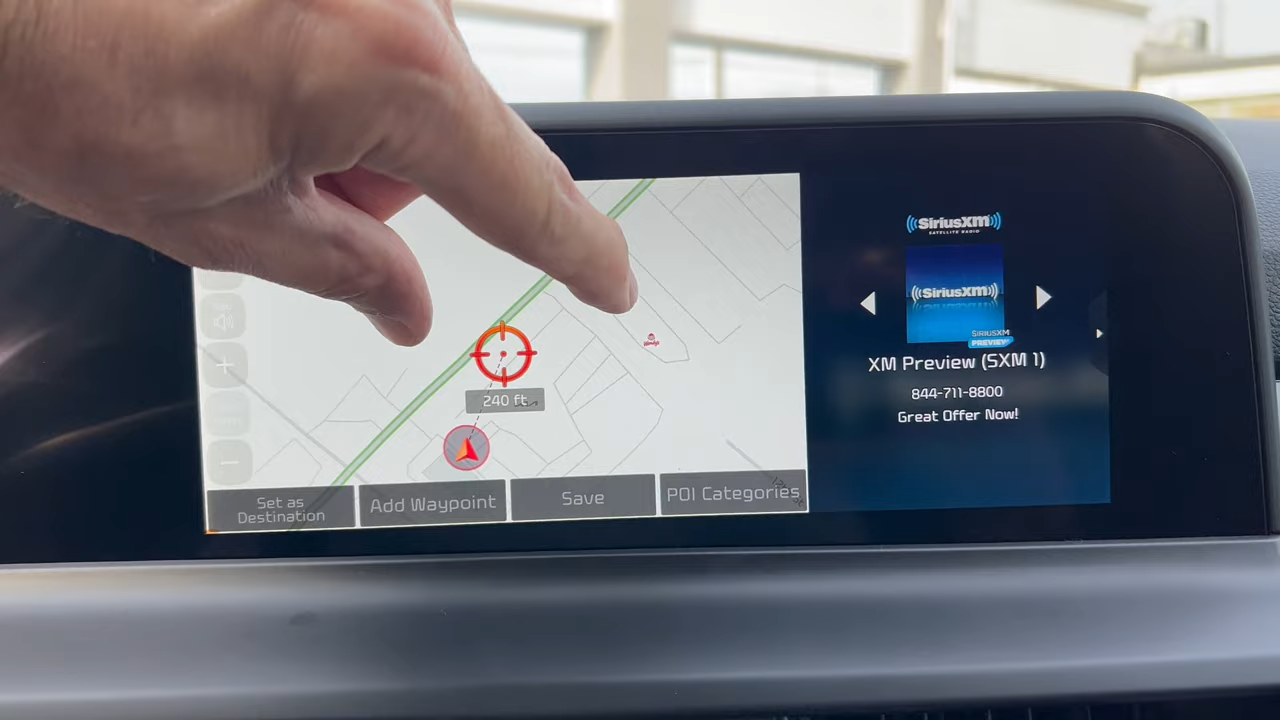 SiriusXM
SATELLITE RADIO
SiriusXM
SIRIUSXM
PREVIEW
XM Preview (SXM 1)
844-711-8800
Great Offer Now!
240 ft
Set as
Destination
Add Waypoint
Save
POI Categories